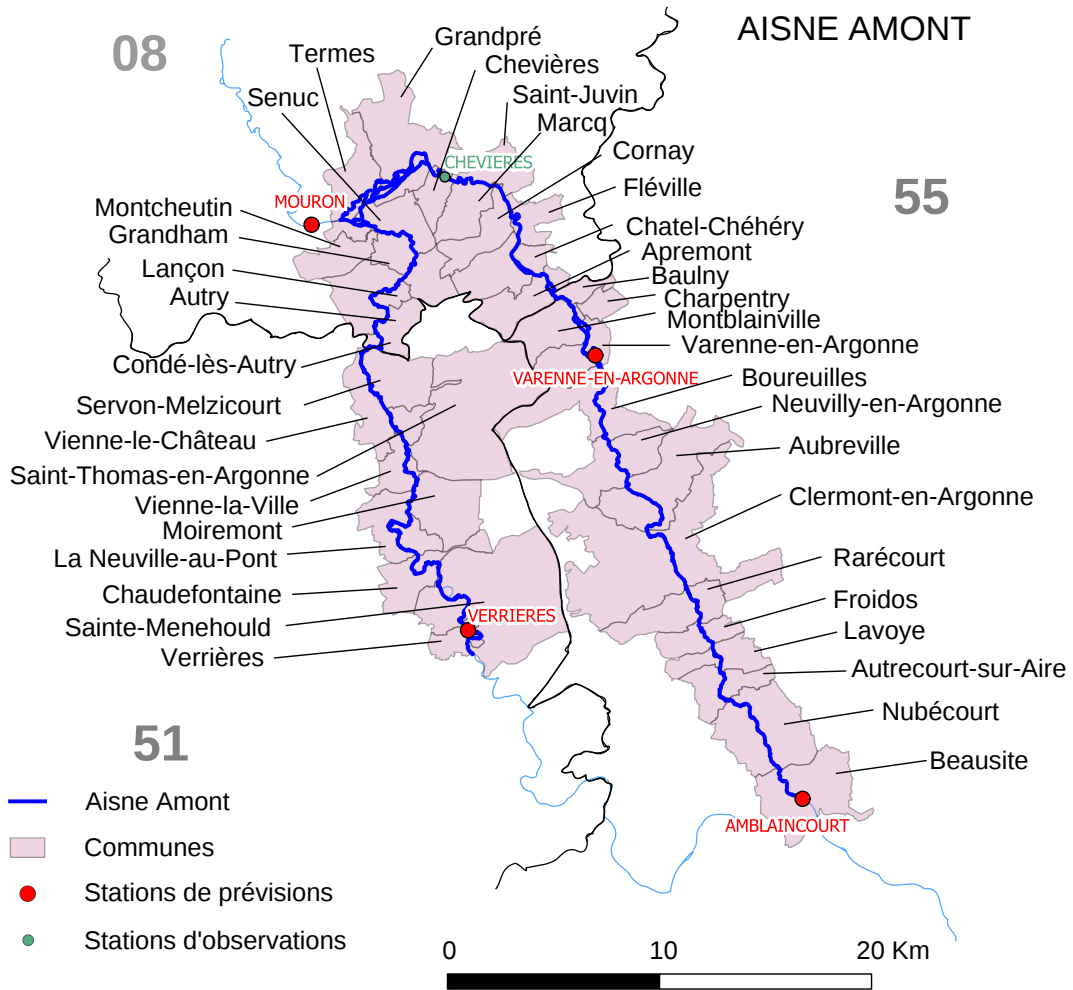 AISNE AMONT
08
Grandpré
Termes
Chevières
Senuc
Saint-Juvin
Marcq
CHEVIERES
Cornay
55
Fléville
MOURON
Montcheutin
Chatel-Chéhéry
Grandham
Apremont
Lançon
Baulny
Autry
Charpentry
Montblainville
Varenne-en-Argonne
Condé-lès-Autry
VARENNE-EN-ARGONNE
Boureuilles
Servon-Melzicourt
Neuvilly-en-Argonne
Vienne-le-Château
Aubreville
Saint-Thomas-en-Argonne
Clermont-en-Argonne
Vienne-la-Ville
Moiremont
La Neuville-au-Pont
Rarécourt
Chaudefontaine
Froidos
Sainte-Menehould
VERRIERES
Lavoye
Verrières
Autrecourt-sur-Aire
Nubécourt
51
Beausite
AMBLAINCOURT
Aisne Amont
Communes
Stations de prévisions
Stations d'observations
0 10 20 Km